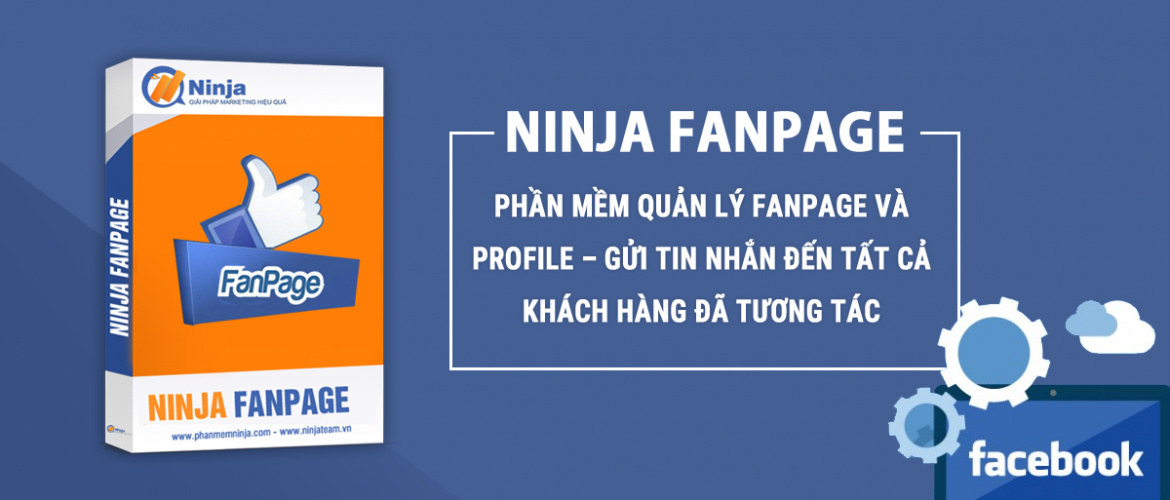 Ninja
GIẢI PHÁP MARKETING HIỆU QUẢ
NINJA FANPAGE
FanPage
NINJA FANPAGE
www.phanmemninja.com - www.ninjateam.vn
NINJA FANPAGE
PHẦN MỀM QUẢN LÝ FANPAGE VÀ
PROFILE – GỬI TIN NHẮN ĐẾN TẤT CẢ
KHÁCH HÀNG ĐÃ TƯƠNG TÁC
facebook